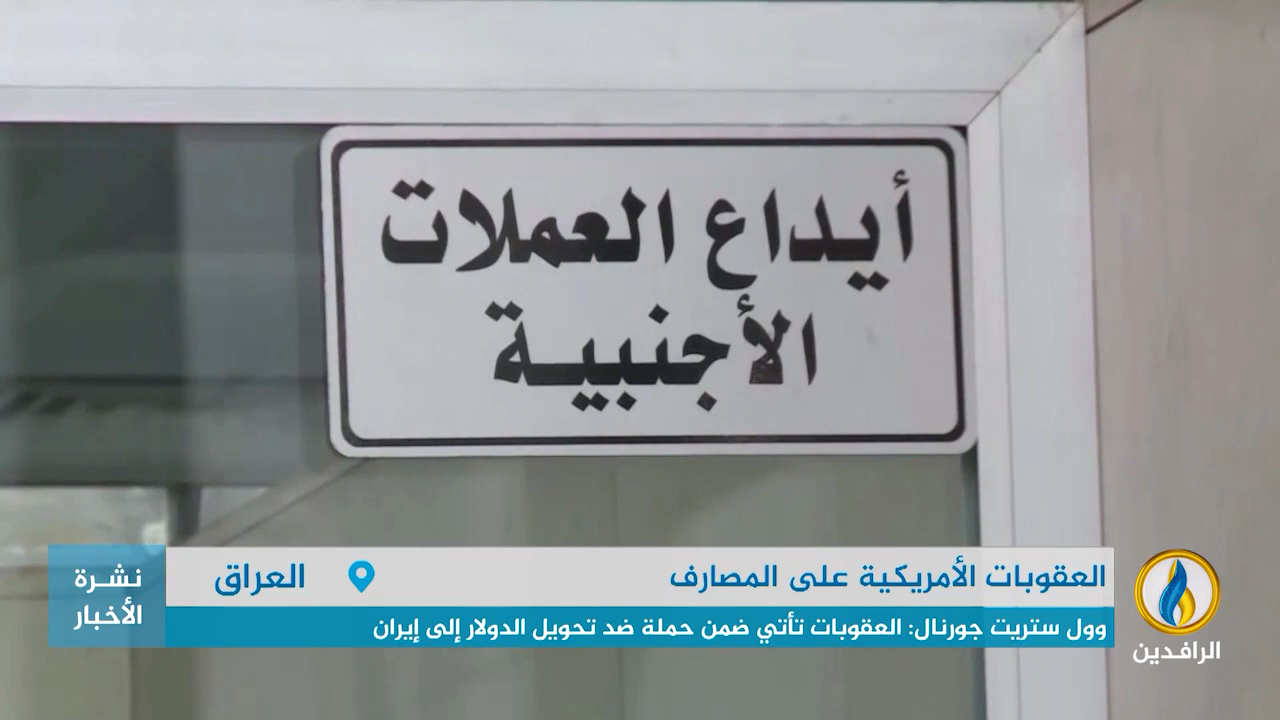 أيداع العملات
الأجنبية
العقوبات الأمريكية على المصارف
العراق
نشرة
الأخبار
وول ستريت جورنال: العقوبات تأتي ضمن حملة ضد تحويل الدولار إلى إيران
الرافدين